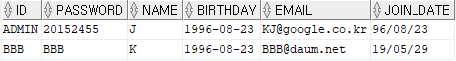 ID PASSWORD NAME BIRTHDAY EMAIL JOIN_DATE
ADMIN 20152455 J 1996-08-23 KJ@google.co.kr 96/08/23
BBB BBB K 1996-08-23 BBB@daum.net 19/05/29